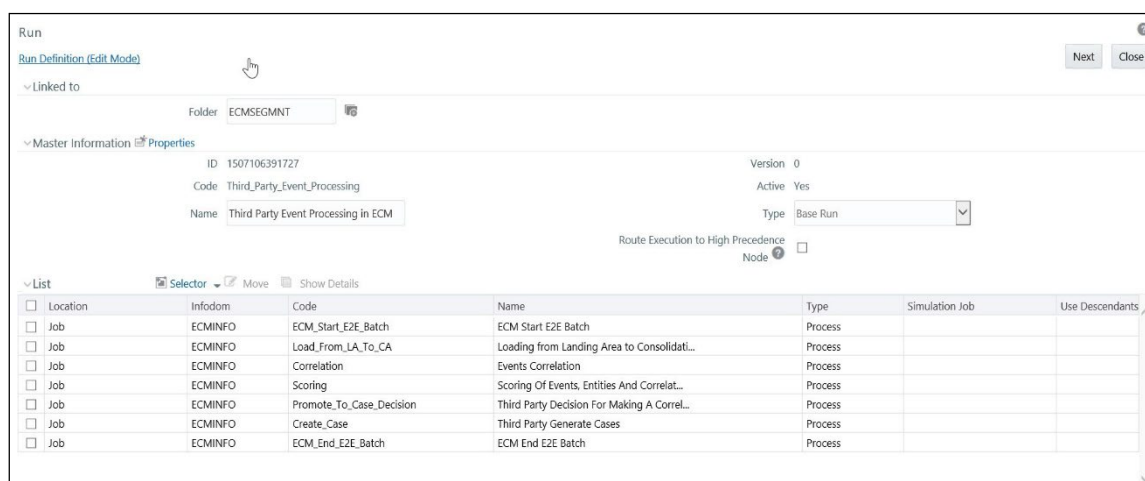 Run
Run Definition (Edit Mode)
Next Close
Linked to
Folder ECMSEGMNT
Master Information Properties
ID 1507106391727 Version 0
Code Third_Party_Event_Processing Active Yes
Name Third Party Event Processing in ECM Type Base Run
Route Execution to High Precedence
Node ?
List Selector Move Show Details
Location Infodom Code Name Type Simulation Job Use Descendants
Job ECMINFO ECM_Start_E2E_Batch ECM Start E2E Batch Process
Job ECMINFO Load_From_LA_To_CA Loading from Landing Area to Consolidati... Process
Job ECMINFO Correlation Events Correlation Process
Job ECMINFO Scoring Scoring Of Events, Entities And Correlat... Process
Job ECMINFO Promote_To_Case_Decision Third Party Decision For Making A Correl... Process
Job ECMINFO Create_Case Third Party Generate Cases Process
Job ECMINFO ECM_End_E2E_Batch ECM End E2E Batch Process